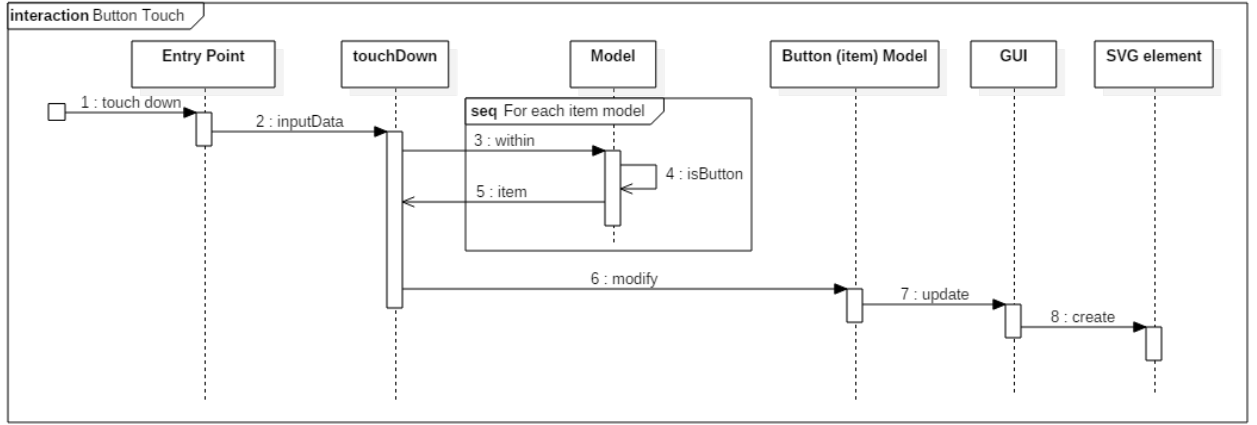 interaction Button Touch
Entry Point
touchDown
Model
Button (item) Model
GUI
SVG element
1 : touch down
seq For each item model
2 : inputData
3 : within
4 : isButton
5 : item
6 : modify
7 : update
8 : create